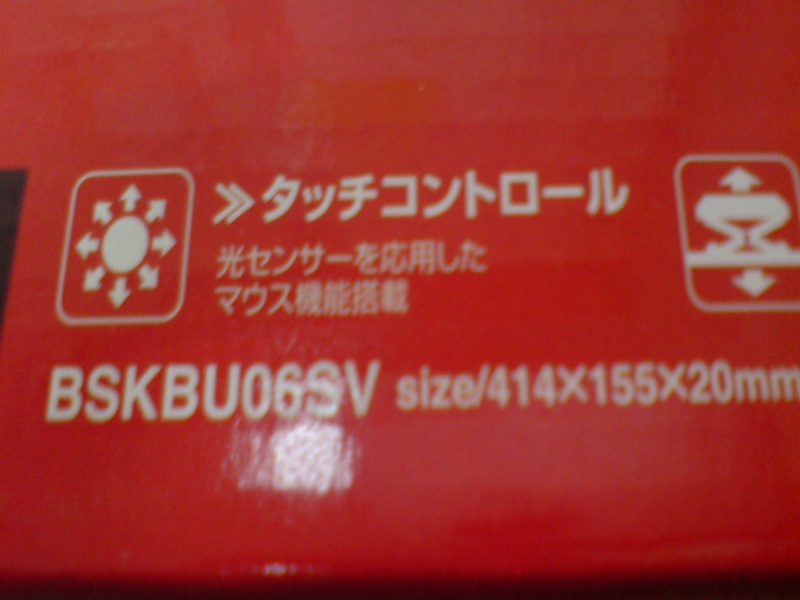 ≫タッチコントロール
光センサーを応用した
マウス機能搭載
BSKBU06SV size/414×155×20mm